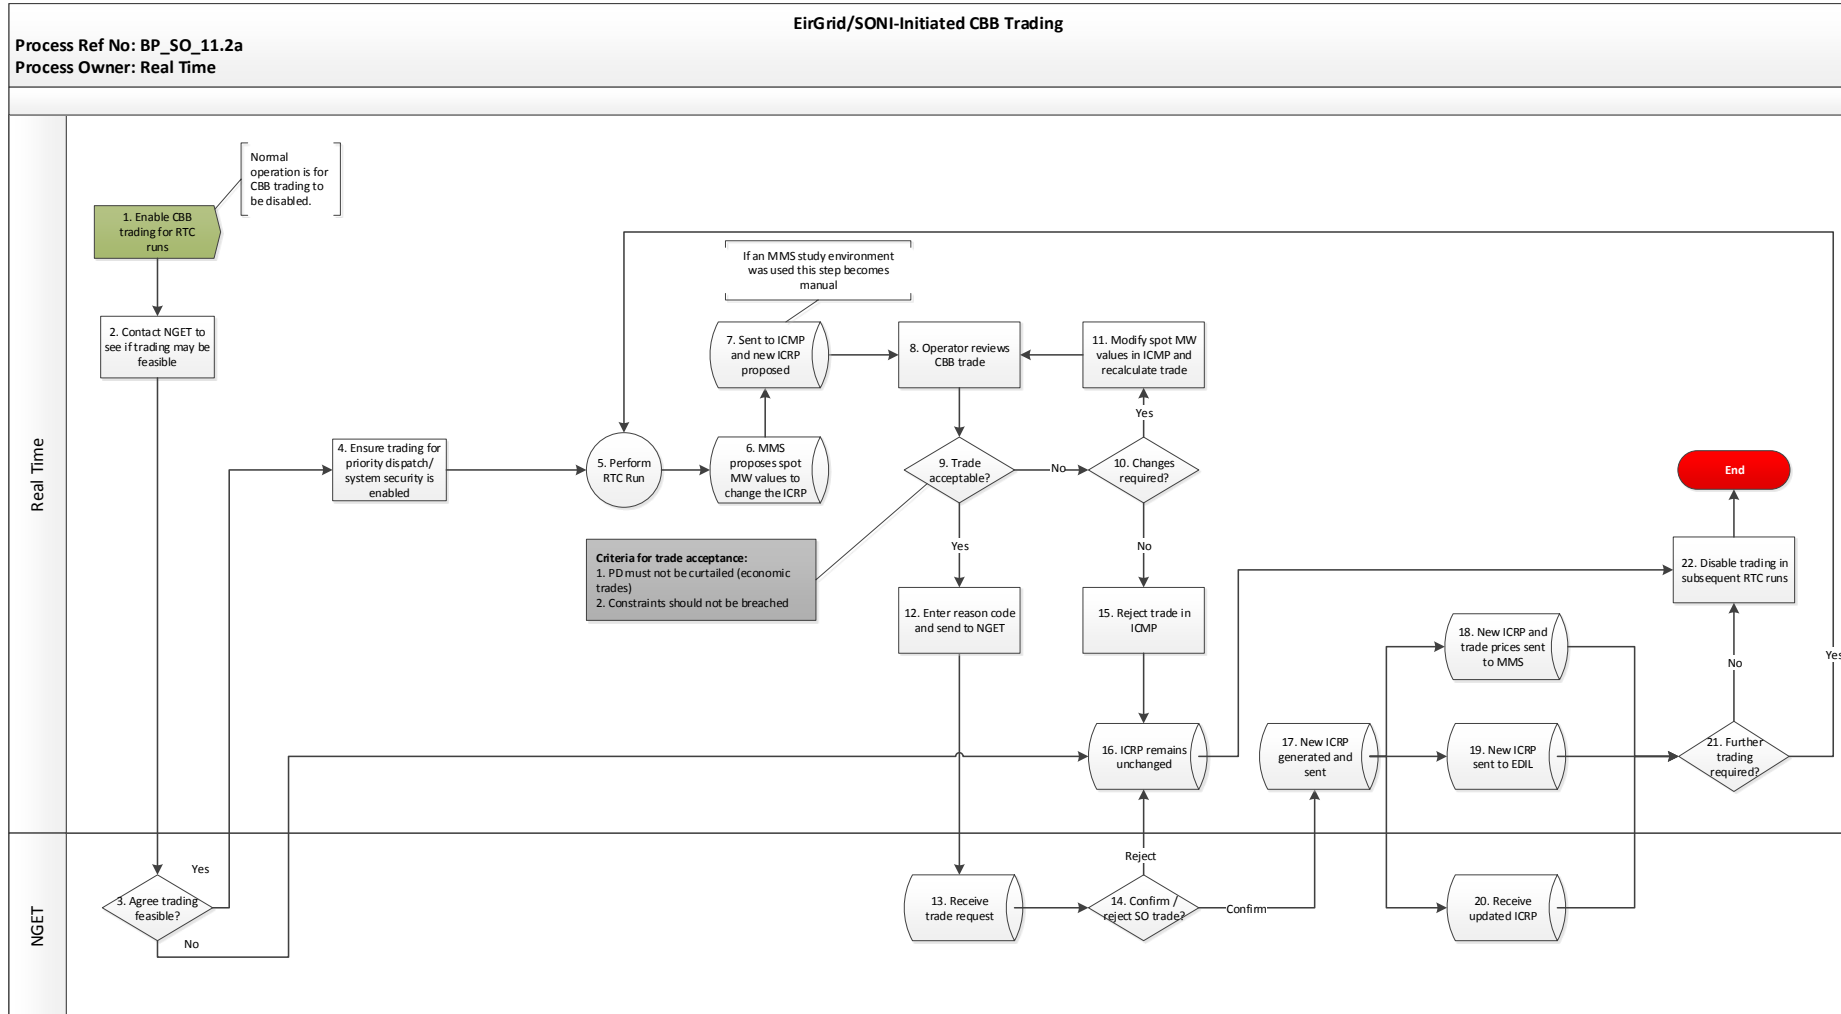 EirGrid/SONI-Initiated CBB Trading
Process Ref No: BP_SO_11.2a
Process Owner: Real Time
Real Time
NGET
Normal
operation is for
CBB trading to
be disabled.
1. Enable CBB
trading for RTC
runs
2. Contact NGET to
see if trading may be
feasible
3. Agree trading
feasible?
Yes
No
4. Ensure trading for
priority dispatch/
system security is
enabled
5. Perform
RTC Run
6. MMS
proposes spot
MW values to
change the ICRP
If an MMS study environment
was used this step becomes
manual
7. Sent to ICMP
and new ICRP
proposed
8. Operator reviews
CBB trade
9. Trade
acceptable?
No
Yes
Criteria for trade acceptance:
1. PD must not be curtailed (economic
trades)
2. Constraints should not be breached
10. Changes
required?
Yes
No
11. Modify spot MW
values in ICMP and
recalculate trade
12. Enter reason code
and send to NGET
13. Receive
trade request
14. Confirm /
reject SO trade?
Reject
Confirm
15. Reject trade in
ICMP
16. ICRP remains
unchanged
17. New ICRP
generated and
sent
18. New ICRP and
trade prices sent
to MMS
19. New ICRP
sent to EDIL
20. Receive
updated ICRP
21. Further
trading
required?
No
Yes
22. Disable trading in
subsequent RTC runs
End